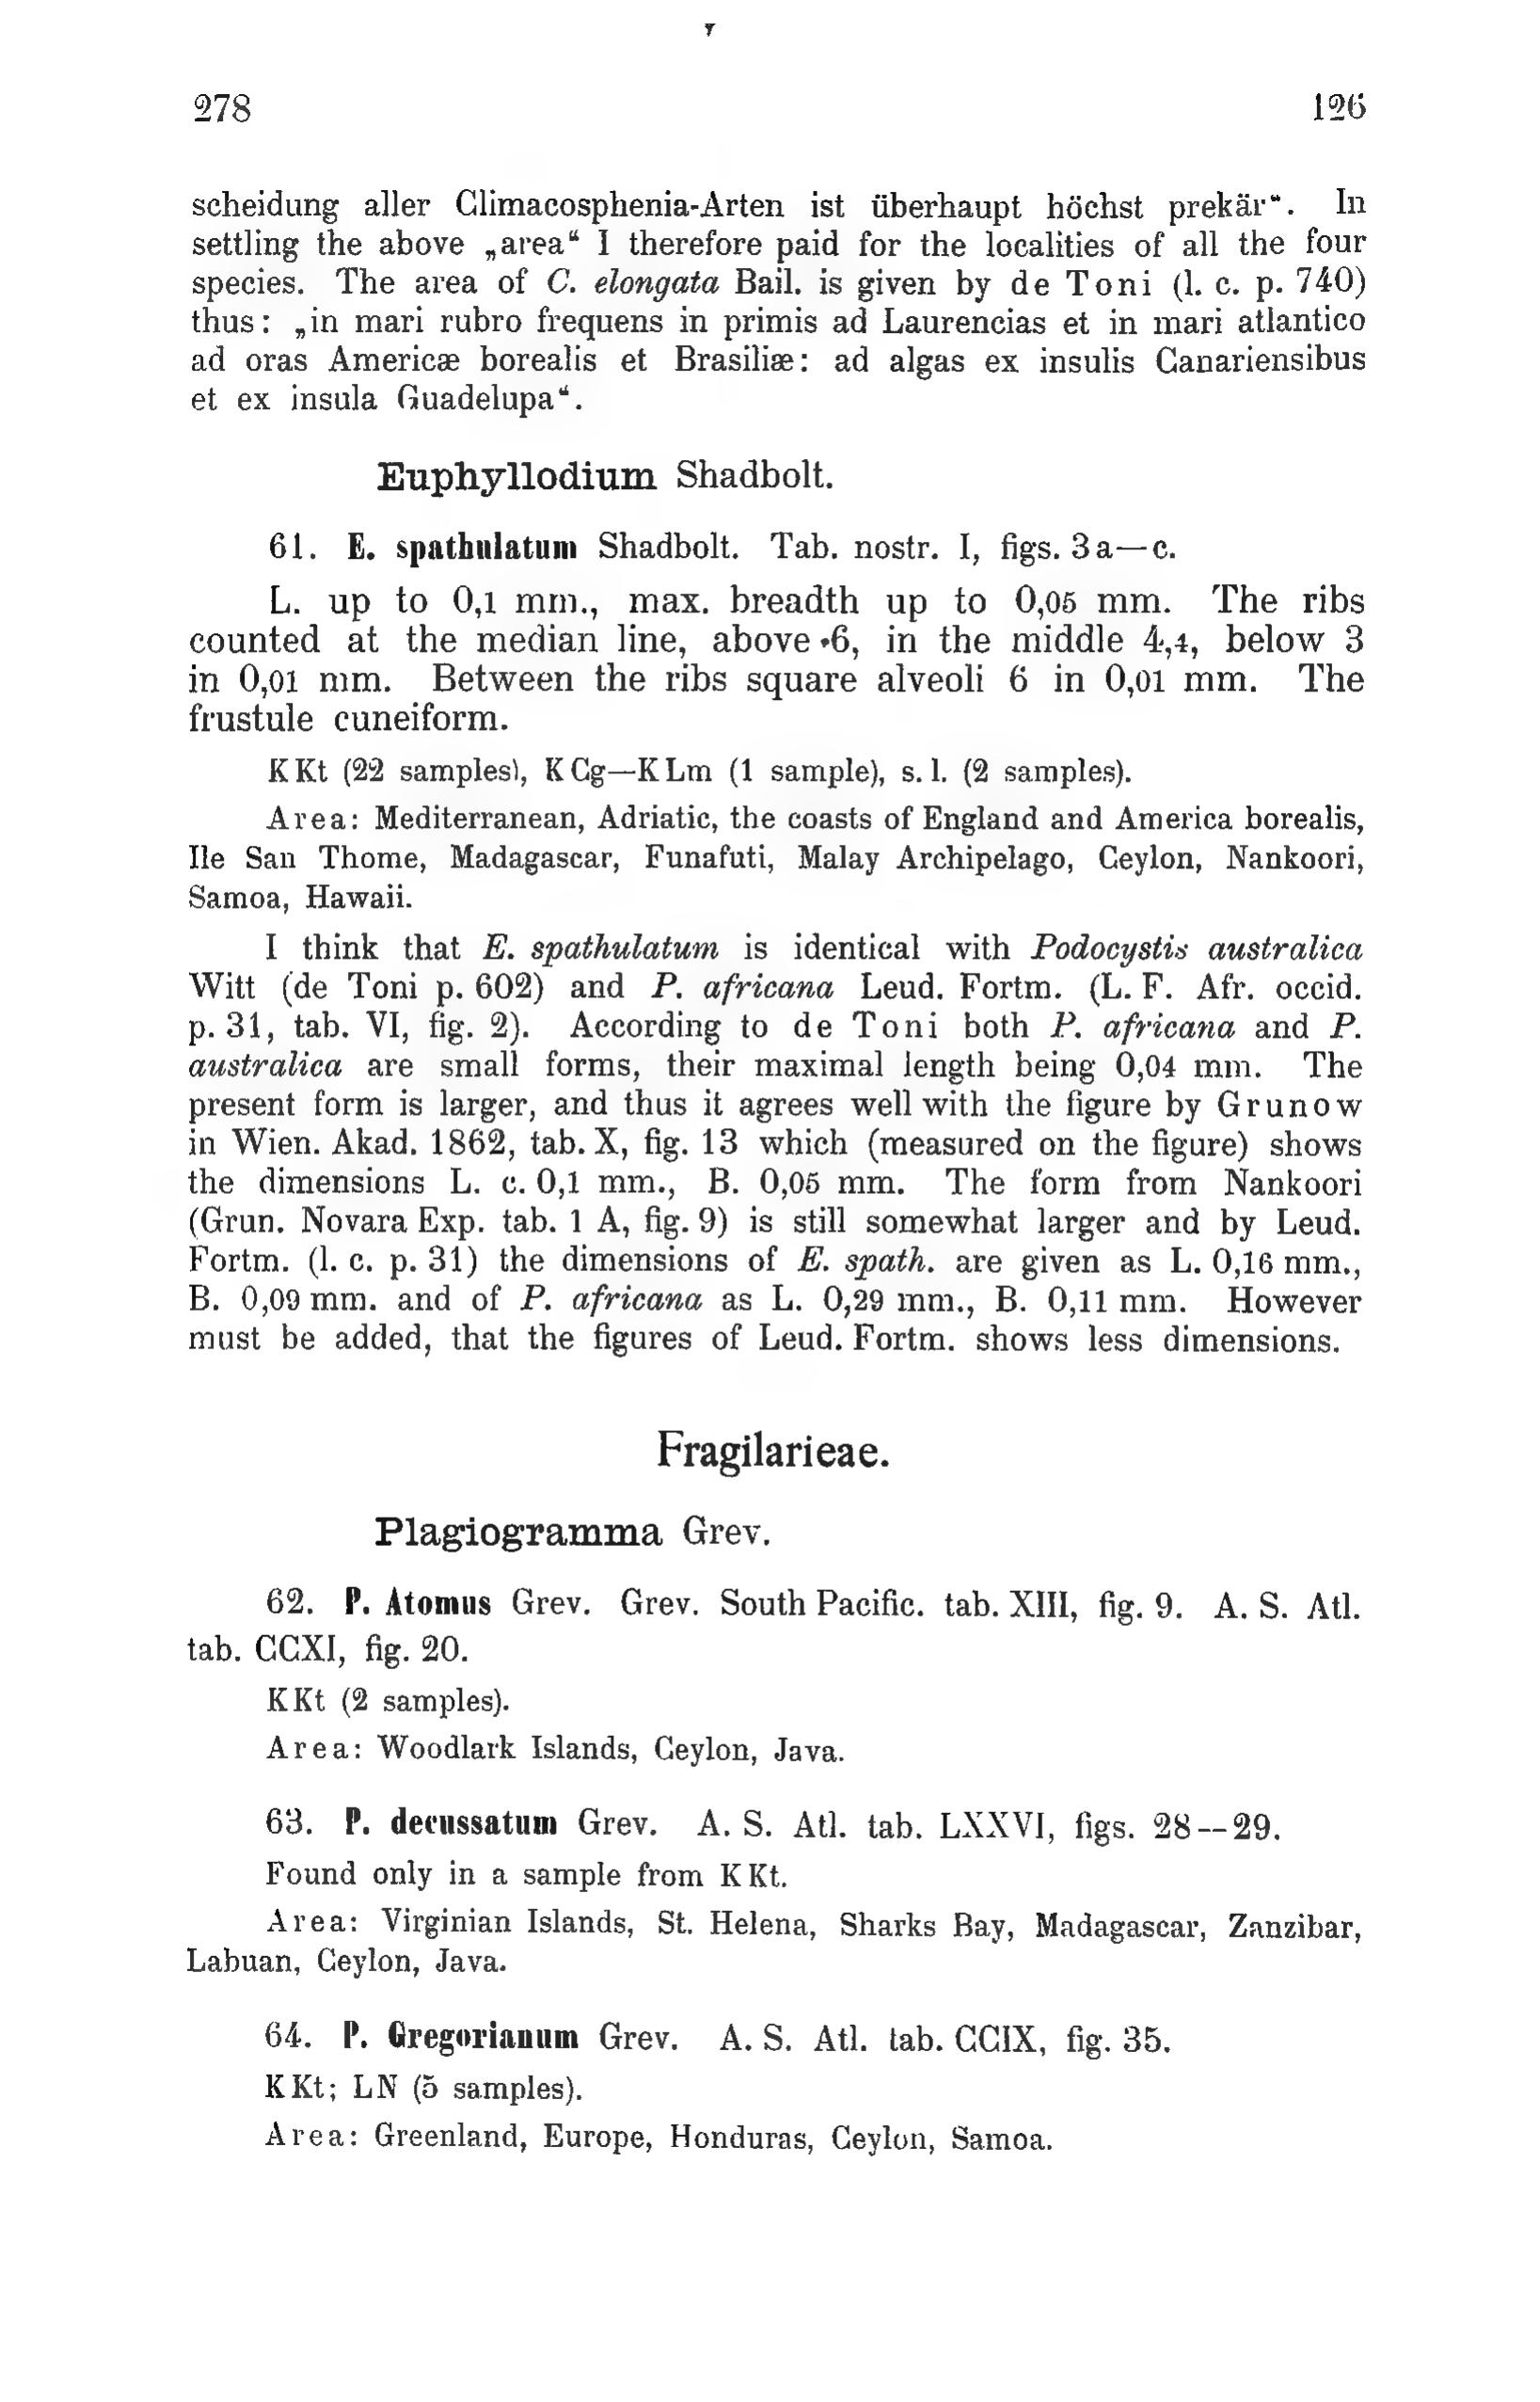 278 126
scheidung aller Climacosphenia-Arten ist überhaupt höchst prekär“. In
settling the above „area“ I therefore paid for the localities of all the four
species. The area of C. elongata Bail. is given by de Toni (l. c. p. 740)
thus: „in mari rubro frequens in primis ad Laurencias et in mari atlantico
ad oras Americæ borealis et Brasiliæ: ad algas ex insulis Canariensibus
et ex insula Guadelupa“.
Euphyllodium Shadbolt.
61. E. spathulatum Shadbolt. Tab. nostr. I, figs. 3 a—c.
L. up to 0,1 mm., max. breadth up to 0,05 mm. The ribs
counted at the median line, above 6, in the middle 4,4, below 3
in 0,01 mm. Between the ribs square alveoli 6 in 0,01 mm. The
frustule cuneiform.
KKt (22 samples), KCg—KLm (1 sample), s. l. (2 samples).
Area: Mediterranean, Adriatic, the coasts of England and America borealis,
Ile San Thome, Madagascar, Funafuti, Malay Archipelago, Ceylon, Nankoori,
Samoa, Hawaii.
I think that E. spathulatum is identical with Podocystis australica
Witt (de Toni p. 602) and P. africana Leud. Fortm. (L. F. Afr. occid.
p. 31, tab. VI, fig. 2). According to de Toni both P. africana and P.
australica are small forms, their maximal length being 0,04 mm. The
present form is larger, and thus it agrees well with the figure by Grunow
in Wien. Akad. 1862, tab. X, fig. 13 which (measured on the figure) shows
the dimensions L. c. 0,1 mm., B. 0,05 mm. The form from Nankoori
(Grun. Novara Exp. tab. 1 A, fig. 9) is still somewhat larger and by Leud.
Fortm. (l. c. p. 31) the dimensions of E. spath. are given as L. 0,16 mm.,
B. 0,09 mm. and of P. africana as L. 0,29 mm., B. 0,11 mm. However
must be added, that the figures of Leud. Fortm. shows less dimensions.
Fragilarieae.
Plagiogramma Grev.
62. P. Atomus Grev. Grev. South Pacific. tab. XIII, fig. 9. A. S. Atl.
tab. CCXI, fig. 20.
KKt (2 samples).
Area: Woodlark Islands, Ceylon, Java.
63. P. decussatum Grev. A. S. Atl. tab. LXXVI, figs. 28—29.
Found only in a sample from KKt.
Area: Virginian Islands, St. Helena, Sharks Bay, Madagascar, Zanzibar,
Labuan, Ceylon, Java.
64. P. Gregorianum Grev. A. S. Atl. tab. CCIX, fig. 35.
KKt; LN (5 samples).
Area: Greenland, Europe, Honduras, Ceylon, Samoa.